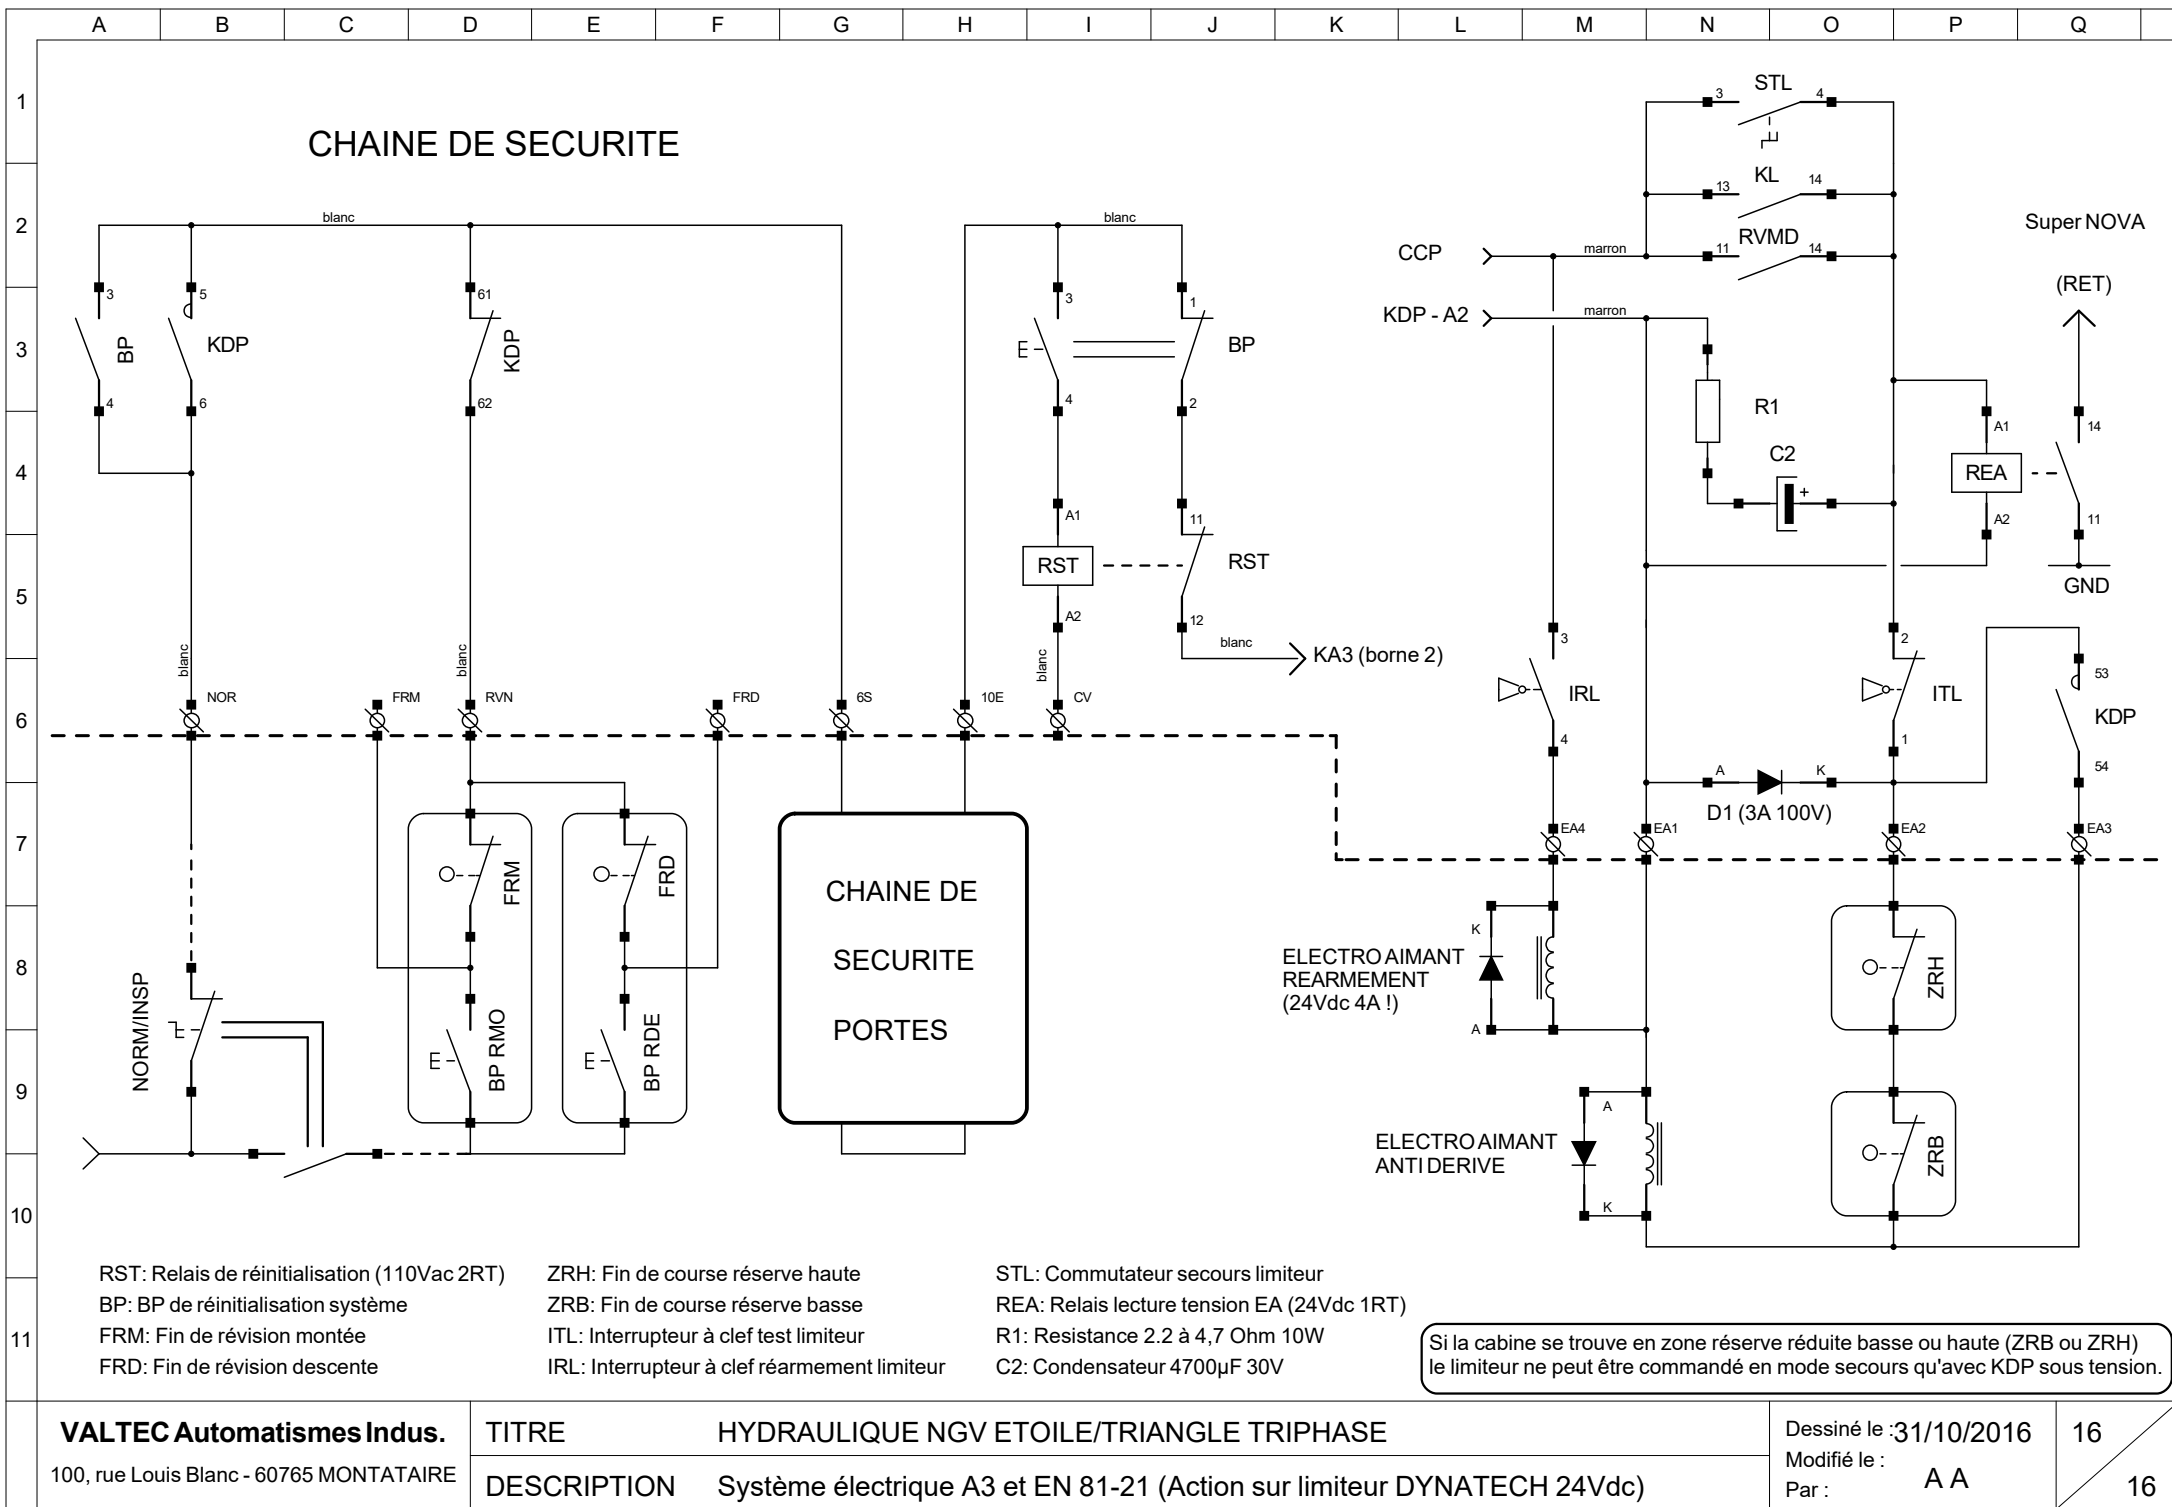 A B C D E F G H I J K L M N O P Q
1
2
3
4
5
6
7
8
9
10
11
CHAINE DE SECURITE
blanc
3
BP
4
5
KDP
6
61
KDP
62
blanc
blanc
NOR
FRM
RVN
FRD
6S
10E
CV
blanc
3
4
1
BP
2
A1
RST
A2
11
RST
12
blanc
blanc
KA3 (borne 2)
NORM/INSP
FRM
BP RMO
FRD
BP RDE
CHAINE DE
SECURITE
PORTES
3 STL 4
13 KL 14
11 RVMD 14
CCP
marron
KDP - A2
marron
R1
C2
+
A1
REA
A2
Super NOVA
(RET)
14
11
GND
3
IRL
4
2
ITL
1
53
KDP
54
A K
D1 (3A 100V)
EA4
EA1
EA2
EA3
K
ELECTRO AIMANT
REARMEMENT
(24Vdc 4A !)
A
A
ELECTRO AIMANT
ANTI DERIVE
K
ZRH
ZRB
RST: Relais de réinitialisation (110Vac 2RT)
BP: BP de réinitialisation système
FRM: Fin de révision montée
FRD: Fin de révision descente
ZRH: Fin de course réserve haute
ZRB: Fin de course réserve basse
ITL: Interrupteur à clef test limiteur
IRL: Interrupteur à clef réarmement limiteur
STL: Commutateur secours limiteur
REA: Relais lecture tension EA (24Vdc 1RT)
R1: Resistance 2.2 à 4,7 Ohm 10W
C2: Condensateur 4700µF 30V
Si la cabine se trouve en zone réserve réduite basse ou haute (ZRB ou ZRH)
le limiteur ne peut être commandé en mode secours qu'avec KDP sous tension.
VALTEC Automatismes Indus.
100, rue Louis Blanc - 60765 MONTATAIRE
TITRE HYDRAULIQUE NGV ETOILE/TRIANGLE TRIPHASE
DESCRIPTION Système électrique A3 et EN 81-21 (Action sur limiteur DYNATECH 24Vdc)
Dessiné le : 31/10/2016
Modifié le :
Par : A A
16
16